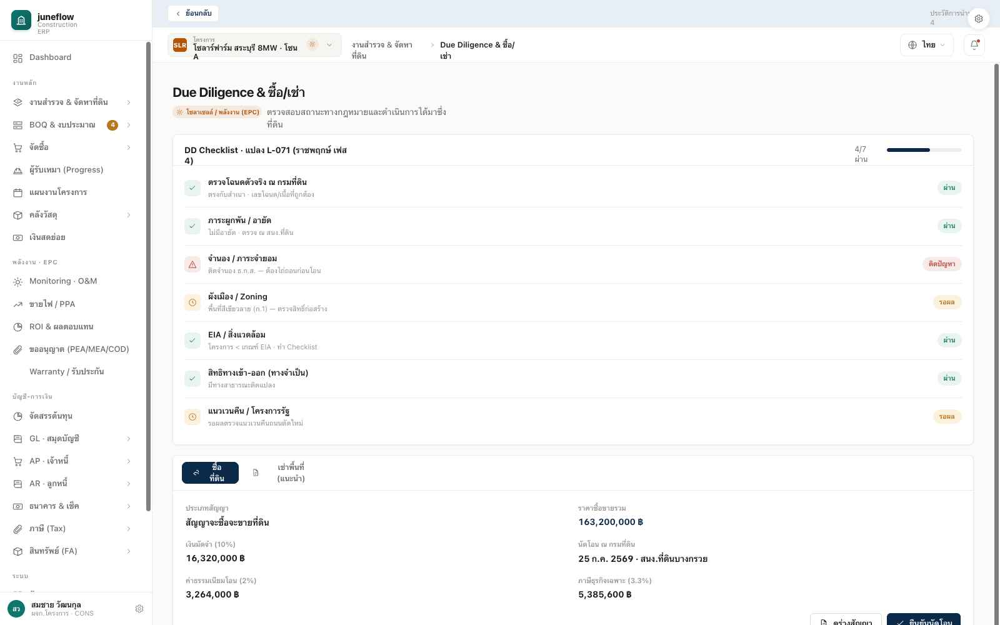 juneflow
Construction
ERP
Dashboard
งานหลัก
งานสำรวจ & จัดหาที่ดิน
BOQ & งบประมาณ
4
จัดซื้อ
ผู้รับเหมา (Progress)
แผนงานโครงการ
คลังวัสดุ
เงินสดย่อย
พลังงาน · EPC
Monitoring · O&M
ขายไฟ / PPA
ROI & ผลตอบแทน
ขออนุญาต (PEA/MEA/COD)
Warranty / รับประกัน
บัญชี-การเงิน
จัดสรรต้นทุน
GL · สมุดบัญชี
AP · เจ้าหนี้
AR · ลูกหนี้
ธนาคาร & เช็ค
ภาษี (Tax)
สินทรัพย์ (FA)
ระบบ
สว
สมชาย วัฒนกุล
ผจก.โครงการ · CONS
ย้อนกลับ
ประวัติการนำ
4
SLR
โครงการ
โซลาร์ฟาร์ม สระบุรี 8MW · โซน
A
งานสำรวจ & จัดหา
ที่ดิน
Due Diligence & ซื้อ/
เช่า
ไทย
Due Diligence & ซื้อ/เช่า
โซลาเซลล์ / พลังงาน (EPC)
ตรวจสอบสถานะทางกฎหมายและดำเนินการได้มาซึ่ง
ที่ดิน
DD Checklist · แปลง L-071 (ราชพฤกษ์ เฟส
4)
4/7
ผ่าน
ตรวจโฉนดตัวจริง ณ กรมที่ดิน
ตรงกับสำเนา · เลขโฉนด/เนื้อที่ถูกต้อง
ผ่าน
ภาระผูกพัน / อายัด
ไม่มีอายัด · ตรวจ ณ สนง.ที่ดิน
ผ่าน
จำนอง / ภาระจำยอม
ติดจำนอง ธ.ก.ส. — ต้องไถ่ถอนก่อนโอน
ติดปัญหา
ผังเมือง / Zoning
พื้นที่สีเขียวลาย (ก.1) — ตรวจสิทธิ์ก่อสร้าง
รอผล
EIA / สิ่งแวดล้อม
โครงการ < เกณฑ์ EIA · ทำ Checklist
ผ่าน
สิทธิทางเข้า-ออก (ทางจำเป็น)
มีทางสาธารณะติดแปลง
ผ่าน
แนวเวนคืน / โครงการรัฐ
รอผลตรวจแนวเวนคืนถนนตัดใหม่
รอผล
ซื้อ
ที่ดิน
เช่าพื้นที่
(แนะนำ)
ประเภทสัญญา
สัญญาจะซื้อจะขายที่ดิน
ราคาซื้อขายรวม
163,200,000 ฿
เงินมัดจำ (10%)
16,320,000 ฿
นัดโอน ณ กรมที่ดิน
25 ก.ค. 2569 · สนง.ที่ดินบางกรวย
ค่าธรรมเนียมโอน (2%)
3,264,000 ฿
ภาษีธุรกิจเฉพาะ (3.3%)
5,385,600 ฿
ดูร่างสัญญา
ยืนยันนัดโอน